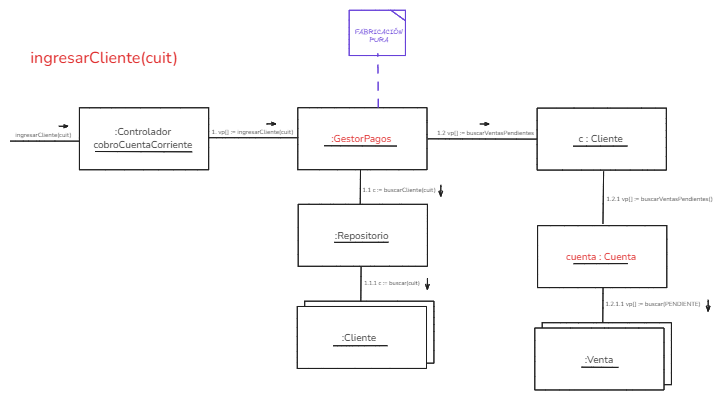 FABRICACIÓN
PURA
ingresarCliente(cuit)
ingresarCliente(cuit)
:Controlador
cobroCuentaCorriente
1. vp[] := ingresarCliente(cuit)
:GestorPagos
1.2 vp[] := buscarVentasPendientes
c : Cliente
1.1 c:= buscarCliente(cuit)
1.2.1 vp[] := buscarVentasPendientes()
:Repositorio
cuenta : Cuenta
1.1.1 c := buscar(cuit)
1.2.1.1 vp[] := buscar(PENDIENTE)
:Cliente
:Venta